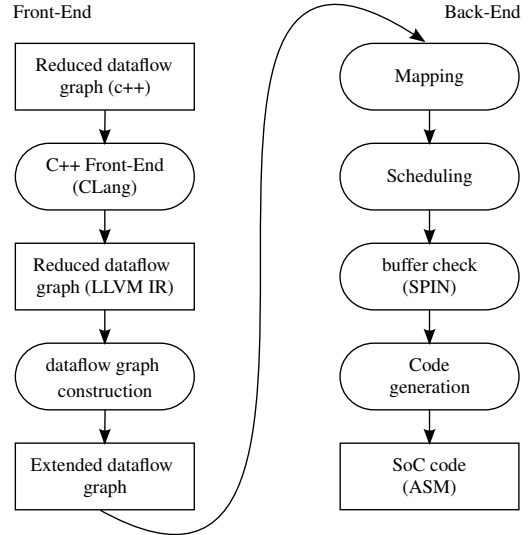 Front-End
Reduced dataflow
graph (c++)
C++ Front-End
(CLang)
Reduced dataflow
graph (LLVM IR)
dataflow graph
construction
Extended dataflow
graph
Back-End
Mapping
Scheduling
buffer check
(SPIN)
Code
generation
SoC code
(ASM)